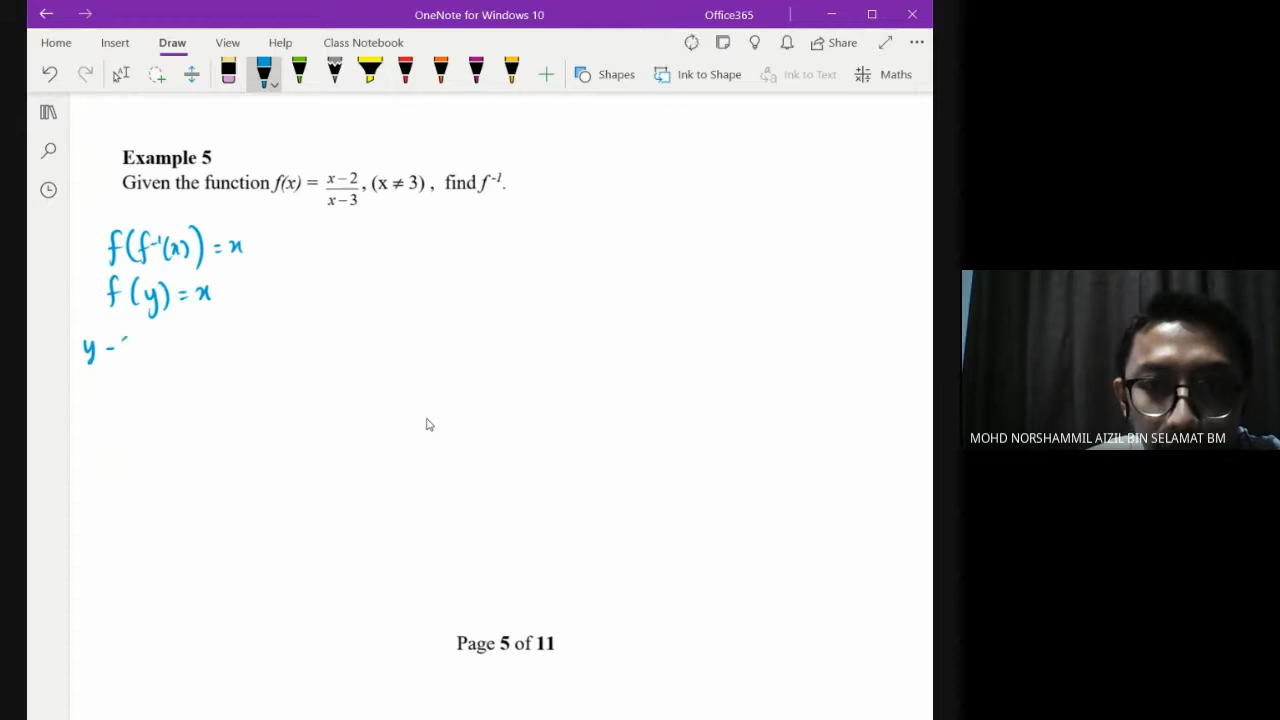 OneNote for Windows 10
Office365
Home Insert Draw View Help Class Notebook
Share
Shapes Ink to Shape Ink to Text Maths
Example 5
Given the function f(x) = \frac{x-2}{x-3}, (x ≠ 3) , find f⁻¹.
f(f⁻¹(x)) = x
f(y) = x
y -
MOHD NORSHAMMIL AIZIL BIN SELAMAT BM
Page 5 of 11